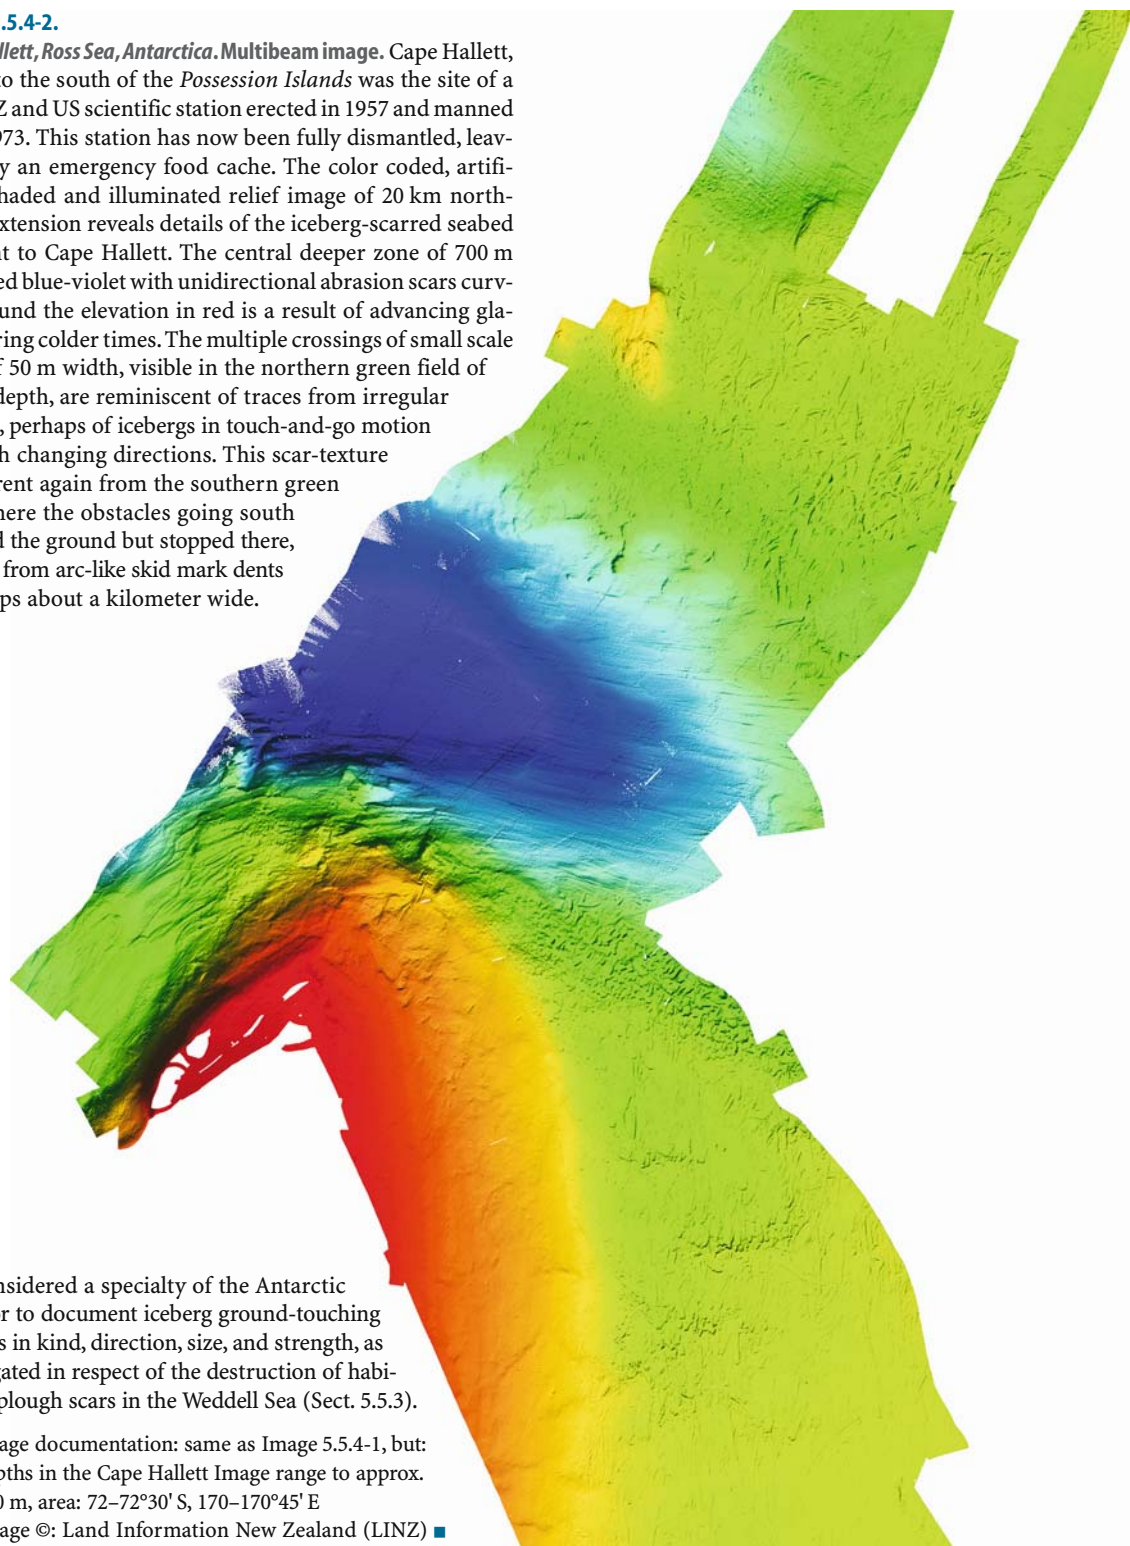 .5.4-2.
llett, Ross Sea, Antarctica. Multibeam image. Cape Hallett,
to the south of the Possession Islands was the site of a
Z and US scientific station erected in 1957 and manned
973. This station has now been fully dismantled, leav-
y an emergency food cache. The color coded, artifi-
haded and illuminated relief image of 20 km north-
xtension reveals details of the iceberg-scarred seabed
nt to Cape Hallett. The central deeper zone of 700 m
ed blue-violet with unidirectional abrasion scars curv-
und the elevation in red is a result of advancing gla-
ring colder times. The multiple crossings of small scale
f 50 m width, visible in the northern green field of
depth, are reminiscent of traces from irregular
, perhaps of icebergs in touch-and-go motion
h changing directions. This scar-texture
rent again from the southern green
here the obstacles going south
d the ground but stopped there,
from arc-like skid mark dents
ps about a kilometer wide.
nsidered a specialty of the Antarctic
or to document iceberg ground-touching
s in kind, direction, size, and strength, as
gated in respect of the destruction of habi-
plough scars in the Weddell Sea (Sect. 5.5.3).
age documentation: same as Image 5.5.4-1, but:
pths in the Cape Hallett Image range to approx.
0 m, area: 72–72°30' S, 170–170°45' E
age ©: Land Information New Zealand (LINZ) ■